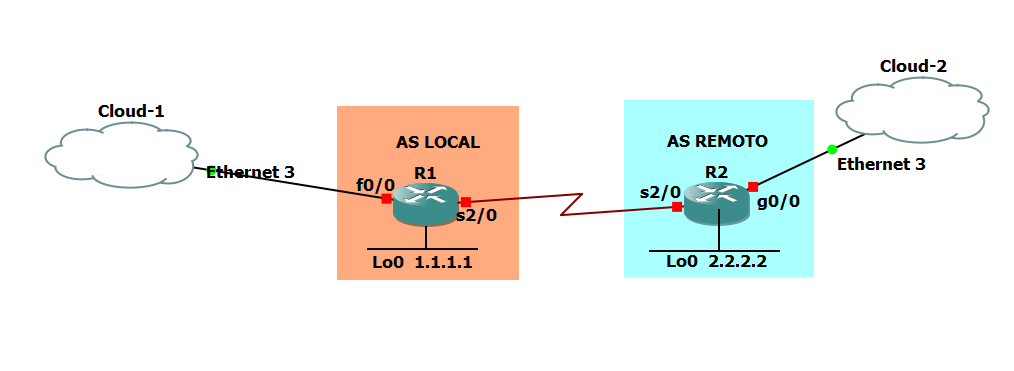 Cloud-1
Ethernet 3
AS LOCAL
R1
f0/0
s2/0
Lo0 1.1.1.1
AS REMOTO
R2
s2/0
g0/0
Lo0 2.2.2.2
Cloud-2
Ethernet 3